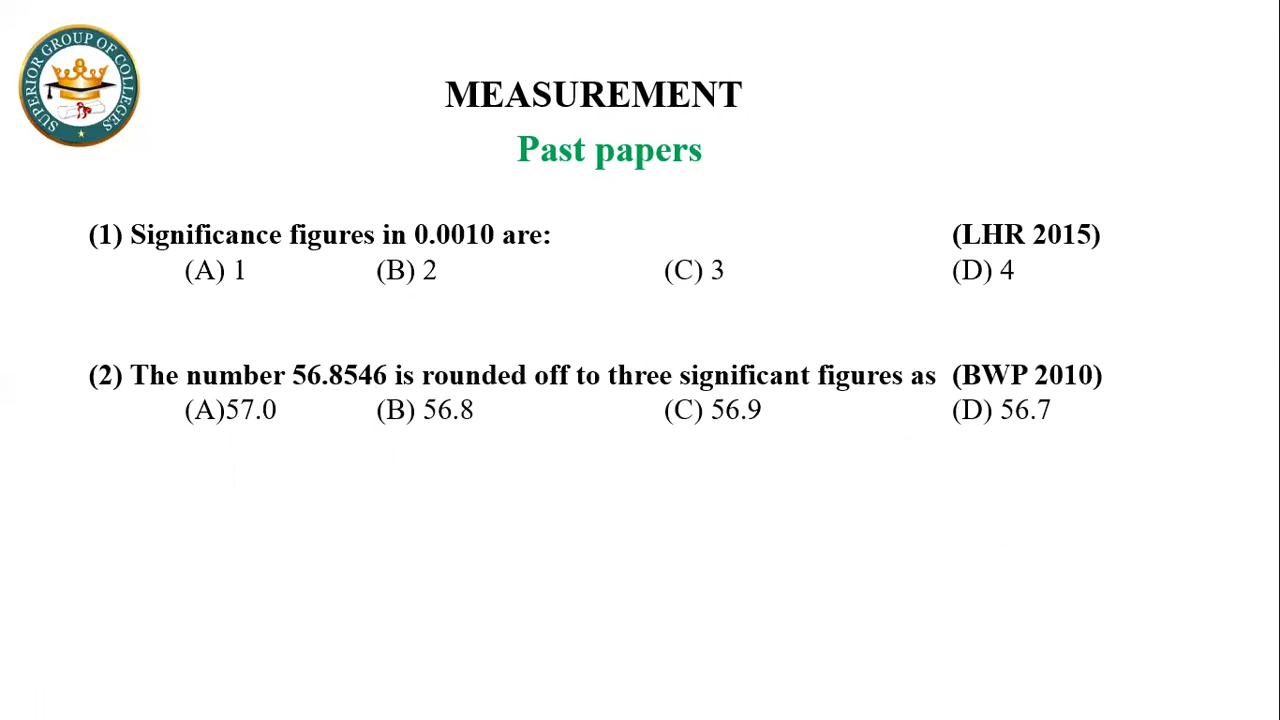 SUPERIOR GROUP OF COLLEGES
MEASUREMENT
Past papers
(1) Significance figures in 0.0010 are: (LHR 2015)
(A) 1 (B) 2 (C) 3 (D) 4
(2) The number 56.8546 is rounded off to three significant figures as (BWP 2010)
(A)57.0 (B) 56.8 (C) 56.9 (D) 56.7